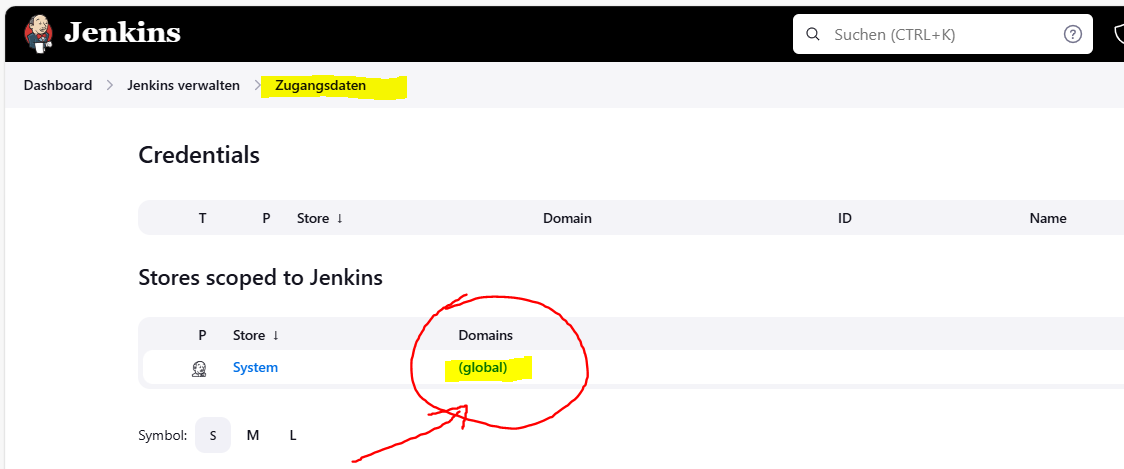 Jenkins
Suchen (CTRL+K) ?
Dashboard > Jenkins verwalten > Zugangsdaten
Credentials
T P Store ↓ Domain ID Name
Stores scoped to Jenkins
P Store ↓ Domains
System (global)
Symbol: S M L